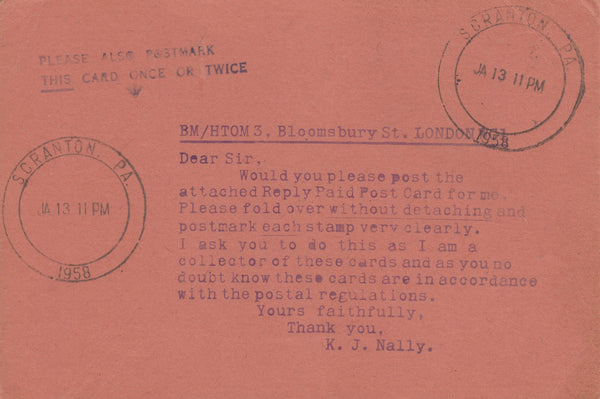 PLEASE ALSO POSTMARK
THIS CARD ONCE OR TWICE
SCRANTON, PA.
JA 13 11 PM
1958
BM/HTOM 3, Bloomsbury St. LONDON
Dear Sir,
Would you please post the
attached Reply Paid Post Card for me.
Please fold over without detaching and
postmark each stamp very clearly.
I ask you to do this as I am a
collector of these cards and as you no
doubt know these cards are in accordance
with the postal regulations.
Yours faithfully,
Thank you,
K. J. Nally.
SCRANTON, PA.
JA 13 11 PM
1958